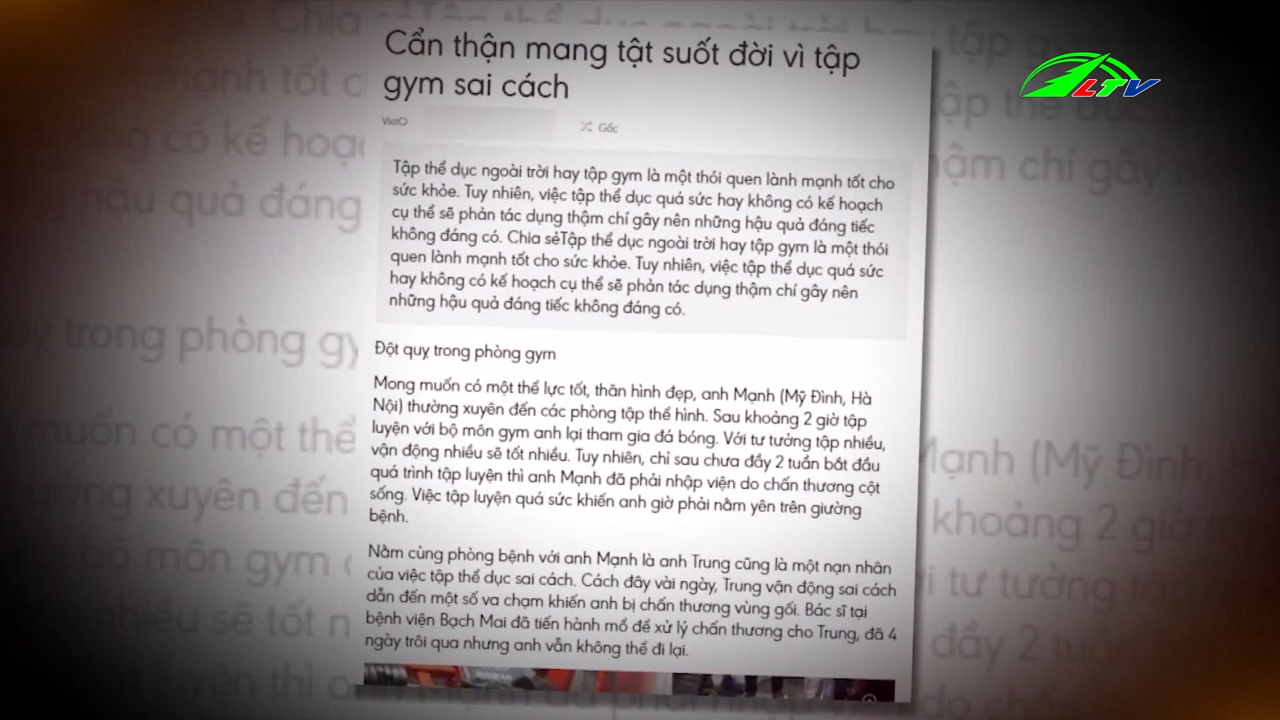 Cẩn thận mang tật suốt đời vì tập
gym sai cách
VietQ
Gốc
LTV
Tập thể dục ngoài trời hay tập gym là một thói quen lành mạnh tốt cho
sức khỏe. Tuy nhiên, việc tập thể dục quá sức hay không có kế hoạch
cụ thể sẽ phản tác dụng thậm chí gây nên những hậu quả đáng tiếc
không đáng có. Chia sẻTập thể dục ngoài trời hay tập gym là một thói
quen lành mạnh tốt cho sức khỏe. Tuy nhiên, việc tập thể dục quá sức
hay không có kế hoạch cụ thể sẽ phản tác dụng thậm chí gây nên
những hậu quả đáng tiếc không đáng có.
Đột quỵ trong phòng gym
Mong muốn có một thể lực tốt, thân hình đẹp, anh Mạnh (Mỹ Đình, Hà
Nội) thường xuyên đến các phòng tập thể hình. Sau khoảng 2 giờ tập
luyện với bộ môn gym anh lại tham gia đá bóng. Với tư tưởng tập nhiều,
vận động nhiều sẽ tốt nhiều. Tuy nhiên, chỉ sau chưa đầy 2 tuần bắt đầu
quá trình tập luyện thì anh Mạnh đã phải nhập viện do chấn thương cột
sống. Việc tập luyện quá sức khiến anh giờ phải nằm yên trên giường
bệnh.
Nằm cùng phòng bệnh với anh Mạnh là anh Trung cũng là một nạn nhân
của việc tập thể dục sai cách. Cách đây vài ngày, Trung vận động sai cách
dẫn đến một số va chạm khiến anh bị chấn thương vùng gối. Bác sĩ tại
bệnh viện Bạch Mai đã tiến hành mổ để xử lý chấn thương cho Trung, đã 4
ngày trôi qua nhưng anh vẫn không thể đi lại.